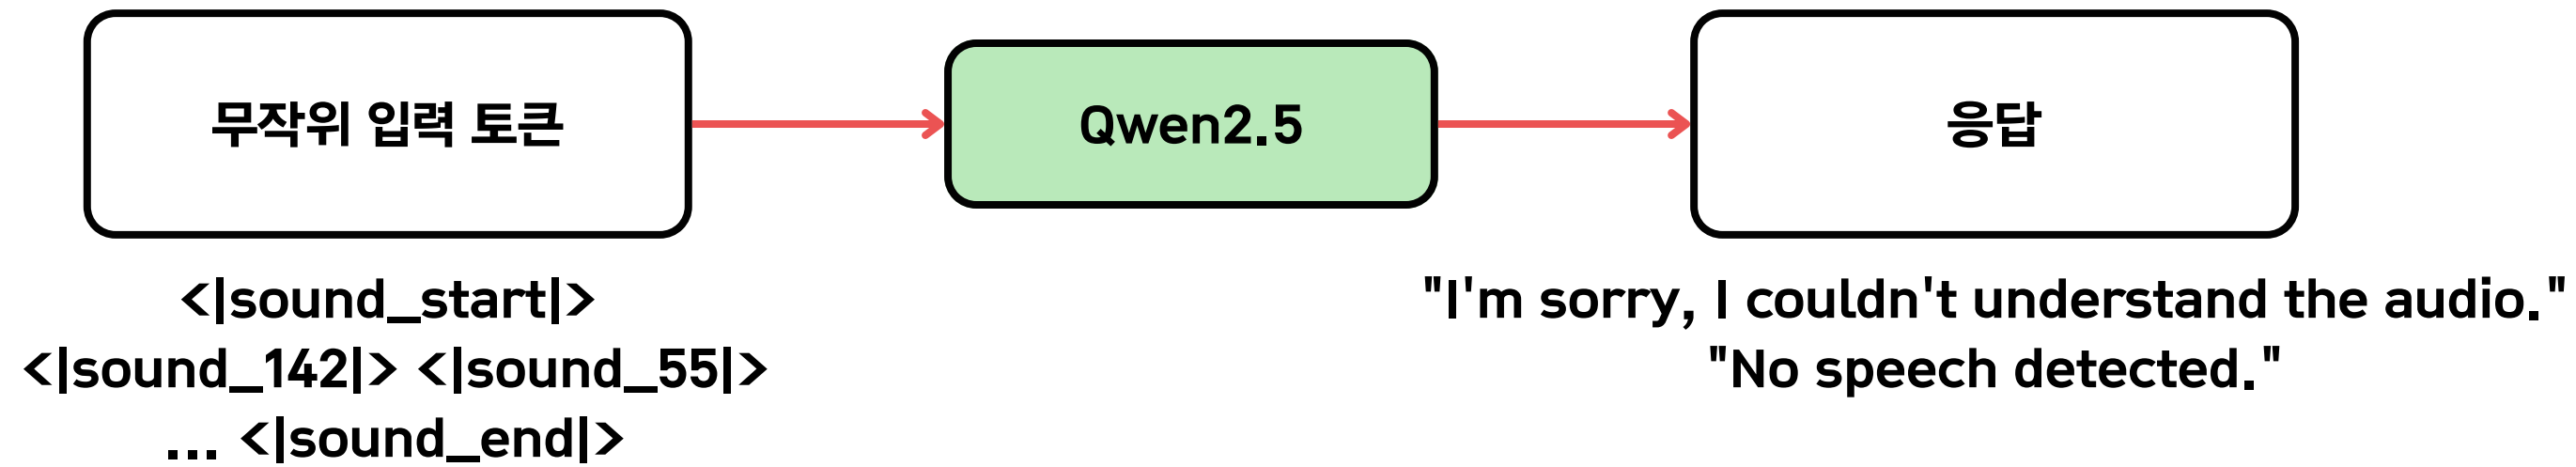 무작위 입력 토큰
Qwen2.5
응답
<|sound_start|>
<|sound_142|> <|sound_55|>
... <|sound_end|>
"I'm sorry, I couldn't understand the audio."
"No speech detected."